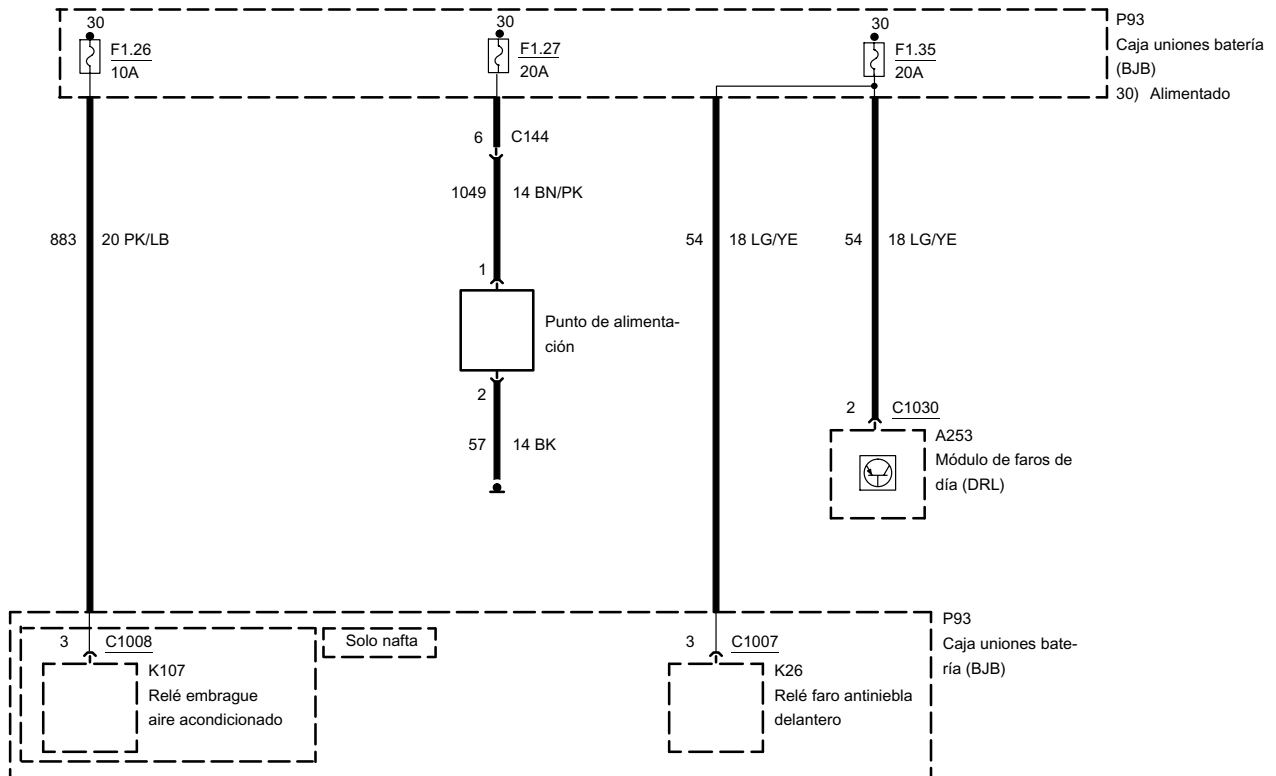 30
F1.26
10A
30
F1.27
20A
30
F1.35
20A
P93
Caja uniones batería
(BJB)
30) Alimentado
6 C144
1049 14 BN/PK
883 20 PK/LB
54 18 LG/YE
54 18 LG/YE
1
Punto de alimenta-
ción
2
57 14 BK
2 C1030
A253
Módulo de faros de
día (DRL)
P93
Caja uniones bate-
ría (BJB)
3 C1008
Solo nafta
K107
Relé embrague
aire acondicionado
3 C1007
K26
Relé faro antiniebla
delantero